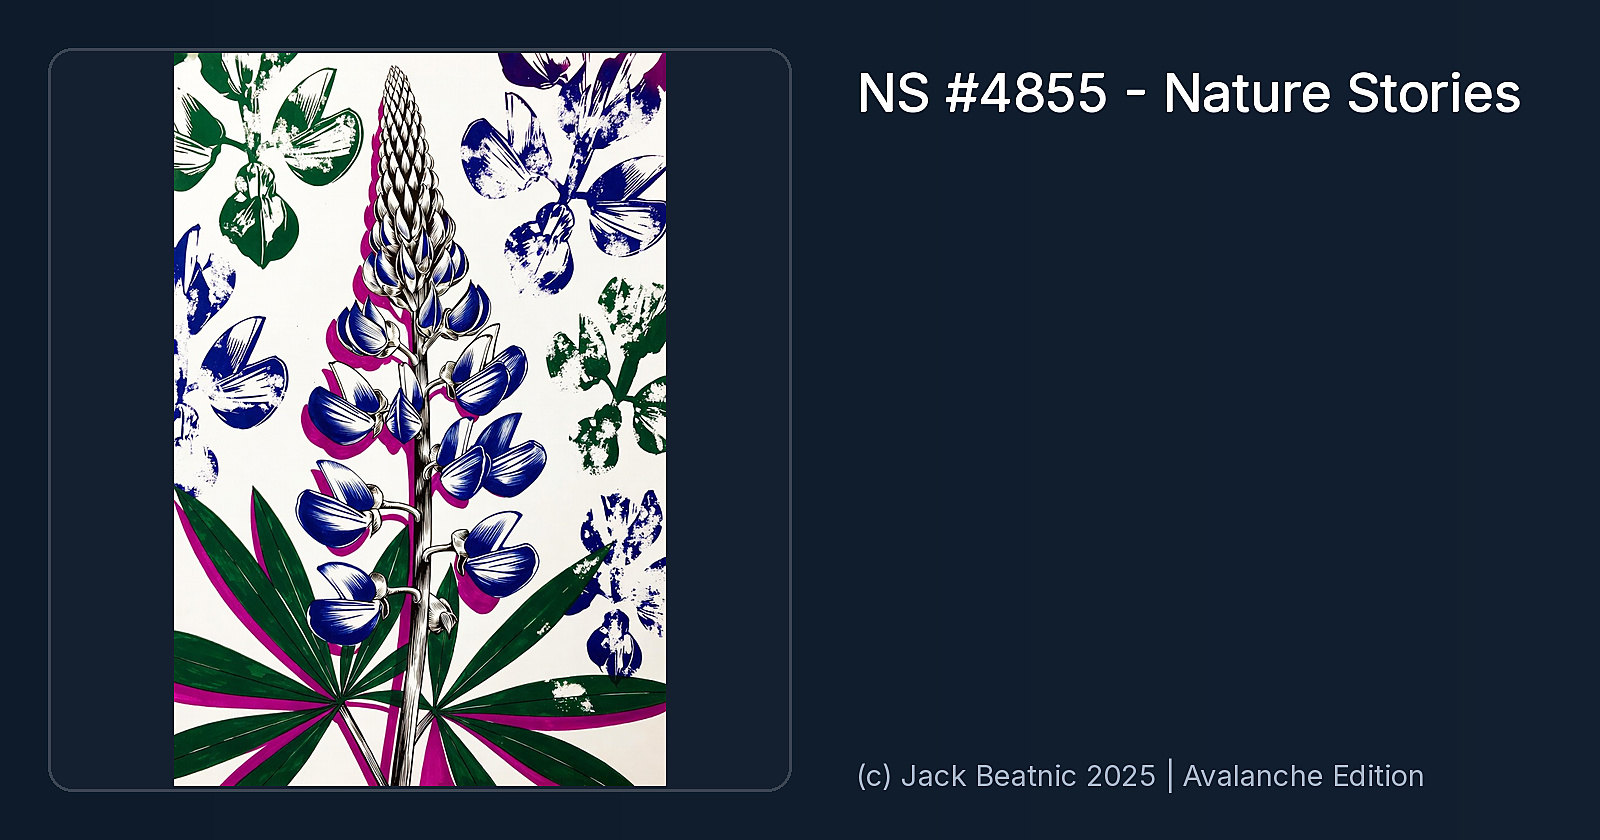 NS #4855 - Nature Stories
(c) Jack Beatnic 2025 | Avalanche Edition